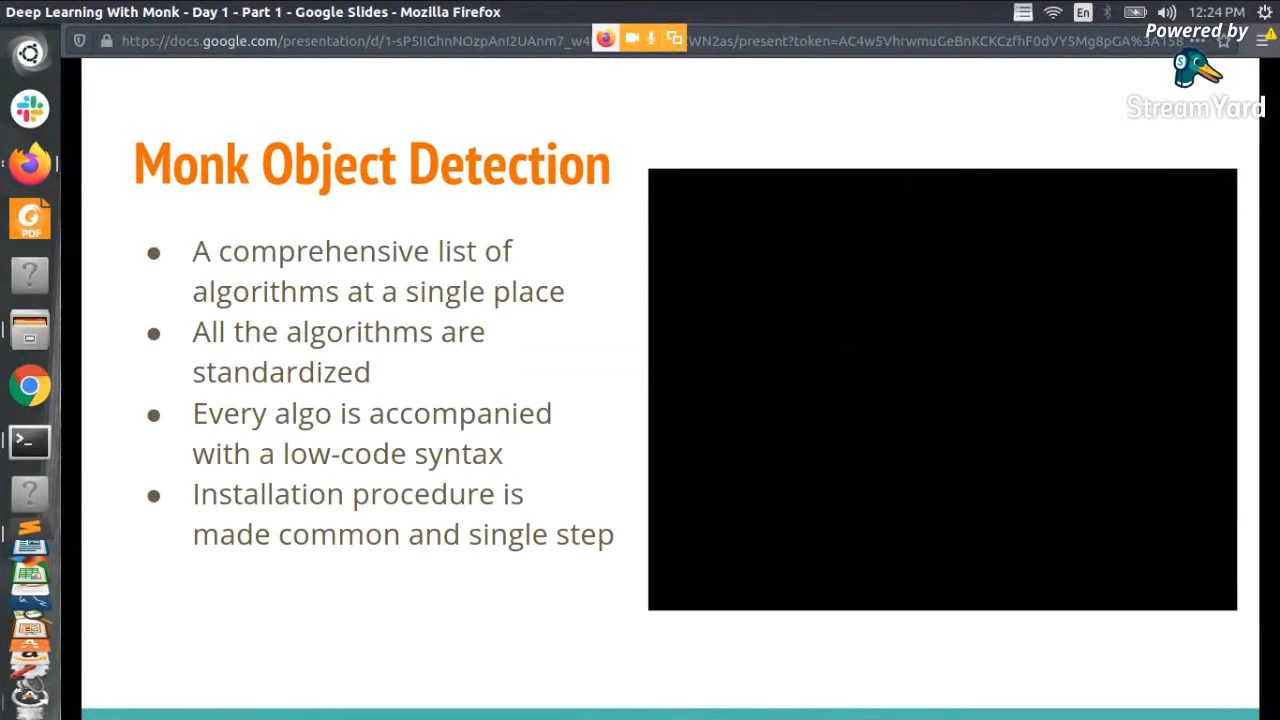 Deep Learning With Monk - Day 1 - Part 1 - Google Slides - Mozilla Firefox
En
12:24 PM
Powered by
StreamYard
Monk Object Detection
● A comprehensive list of
algorithms at a single place
● All the algorithms are
standardized
● Every algo is accompanied
with a low-code syntax
● Installation procedure is
made common and single step
PDF